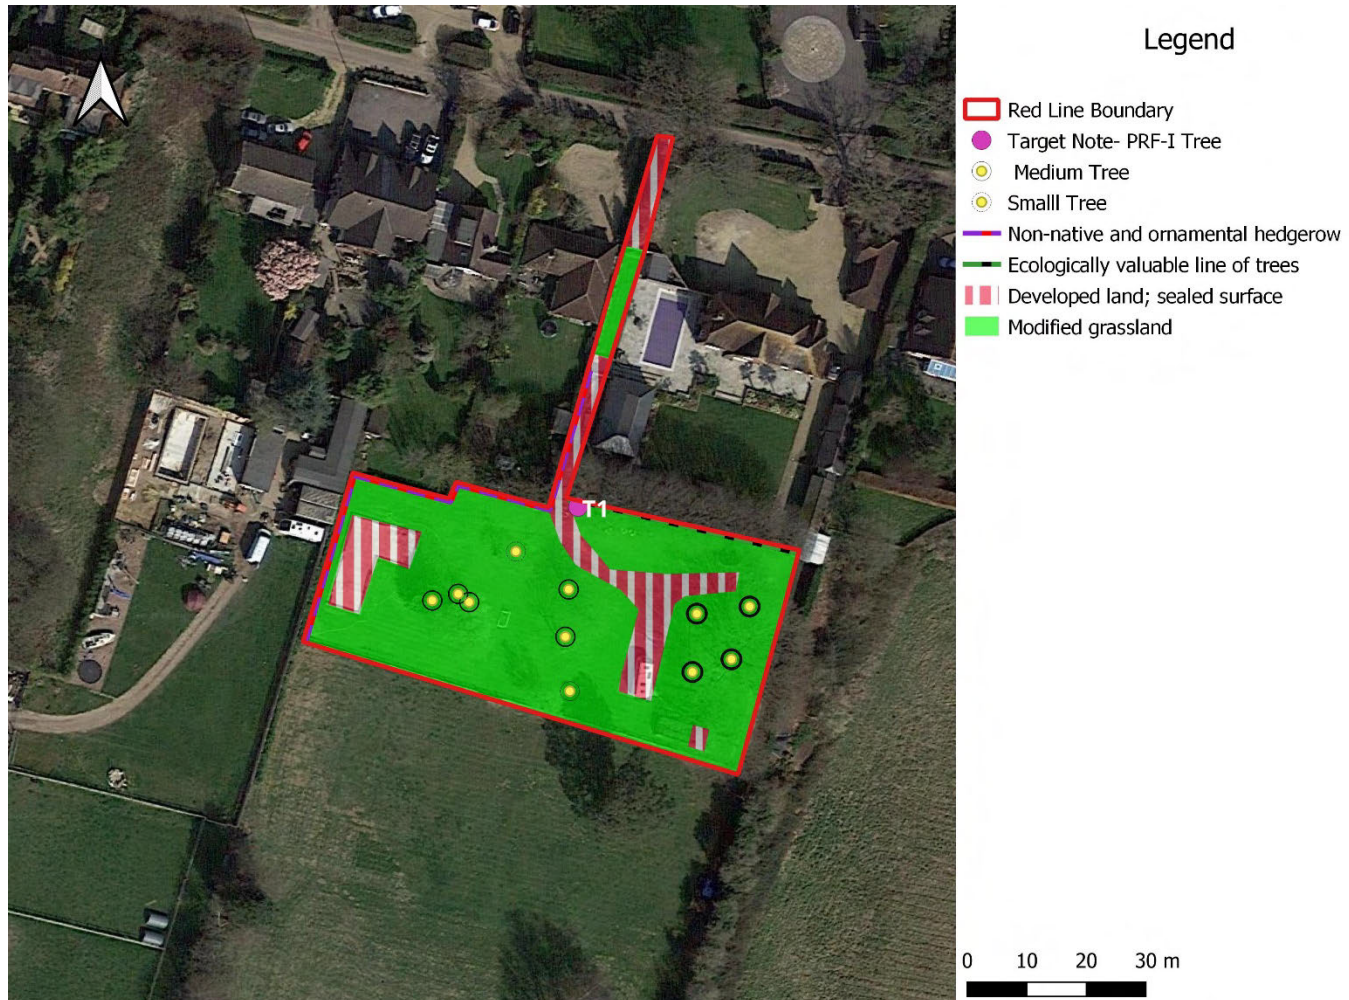 Legend
Red Line Boundary
Target Note- PRF-I Tree
Medium Tree
Smalll Tree
Non-native and ornamental hedgerow
Ecologically valuable line of trees
Developed land; sealed surface
Modified grassland
T1
0 10 20 30 m